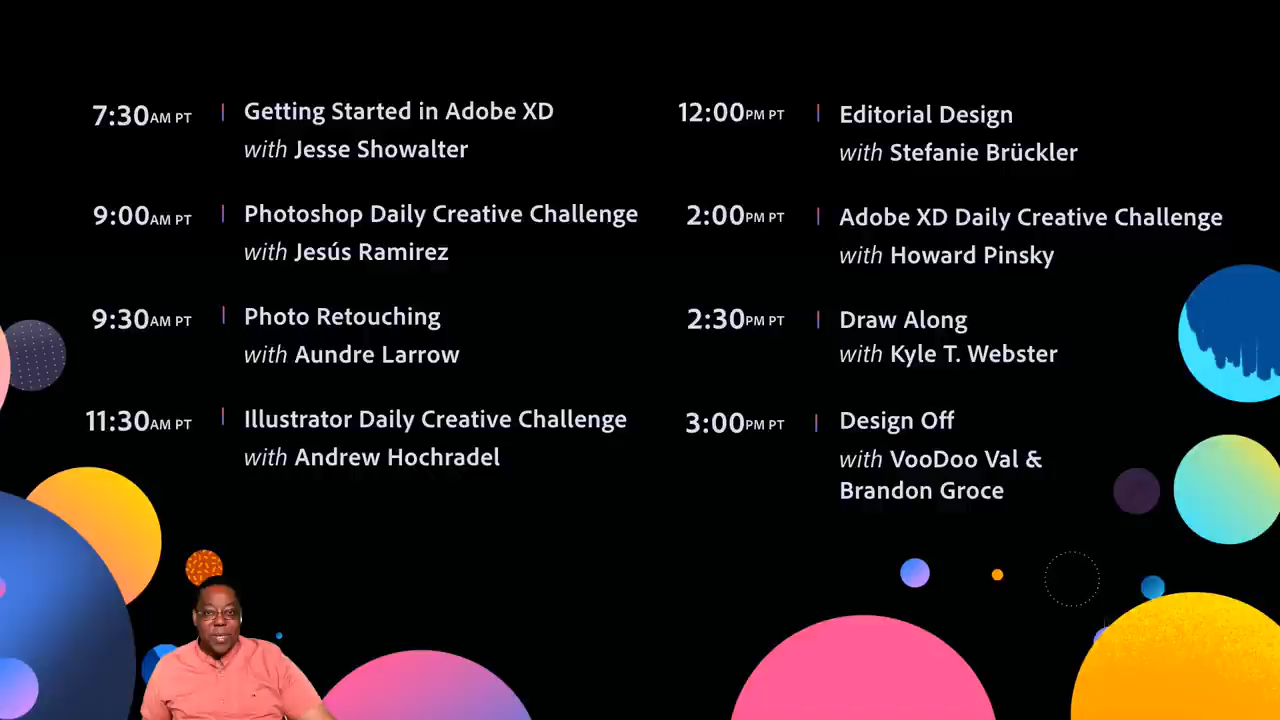 7:30AM PT
Getting Started in Adobe XD
with Jesse Showalter
9:00AM PT
Photoshop Daily Creative Challenge
with Jesús Ramirez
9:30AM PT
Photo Retouching
with Aundre Larrow
11:30AM PT
Illustrator Daily Creative Challenge
with Andrew Hochradel
12:00PM PT
Editorial Design
with Stefanie Brückler
2:00PM PT
Adobe XD Daily Creative Challenge
with Howard Pinsky
2:30PM PT
Draw Along
with Kyle T. Webster
3:00PM PT
Design Off
with VooDoo Val &
Brandon Groce